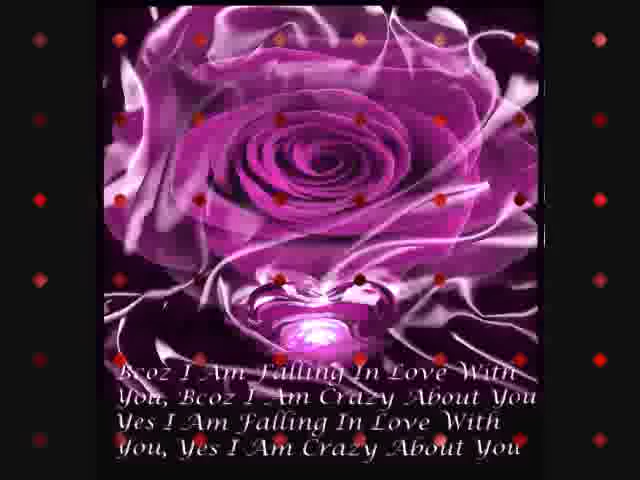 Bcoz I Am Falling In Love With
You, Bcoz I Am Crazy About You
Yes I Am Falling In Love With
You, Yes I Am Crazy About You